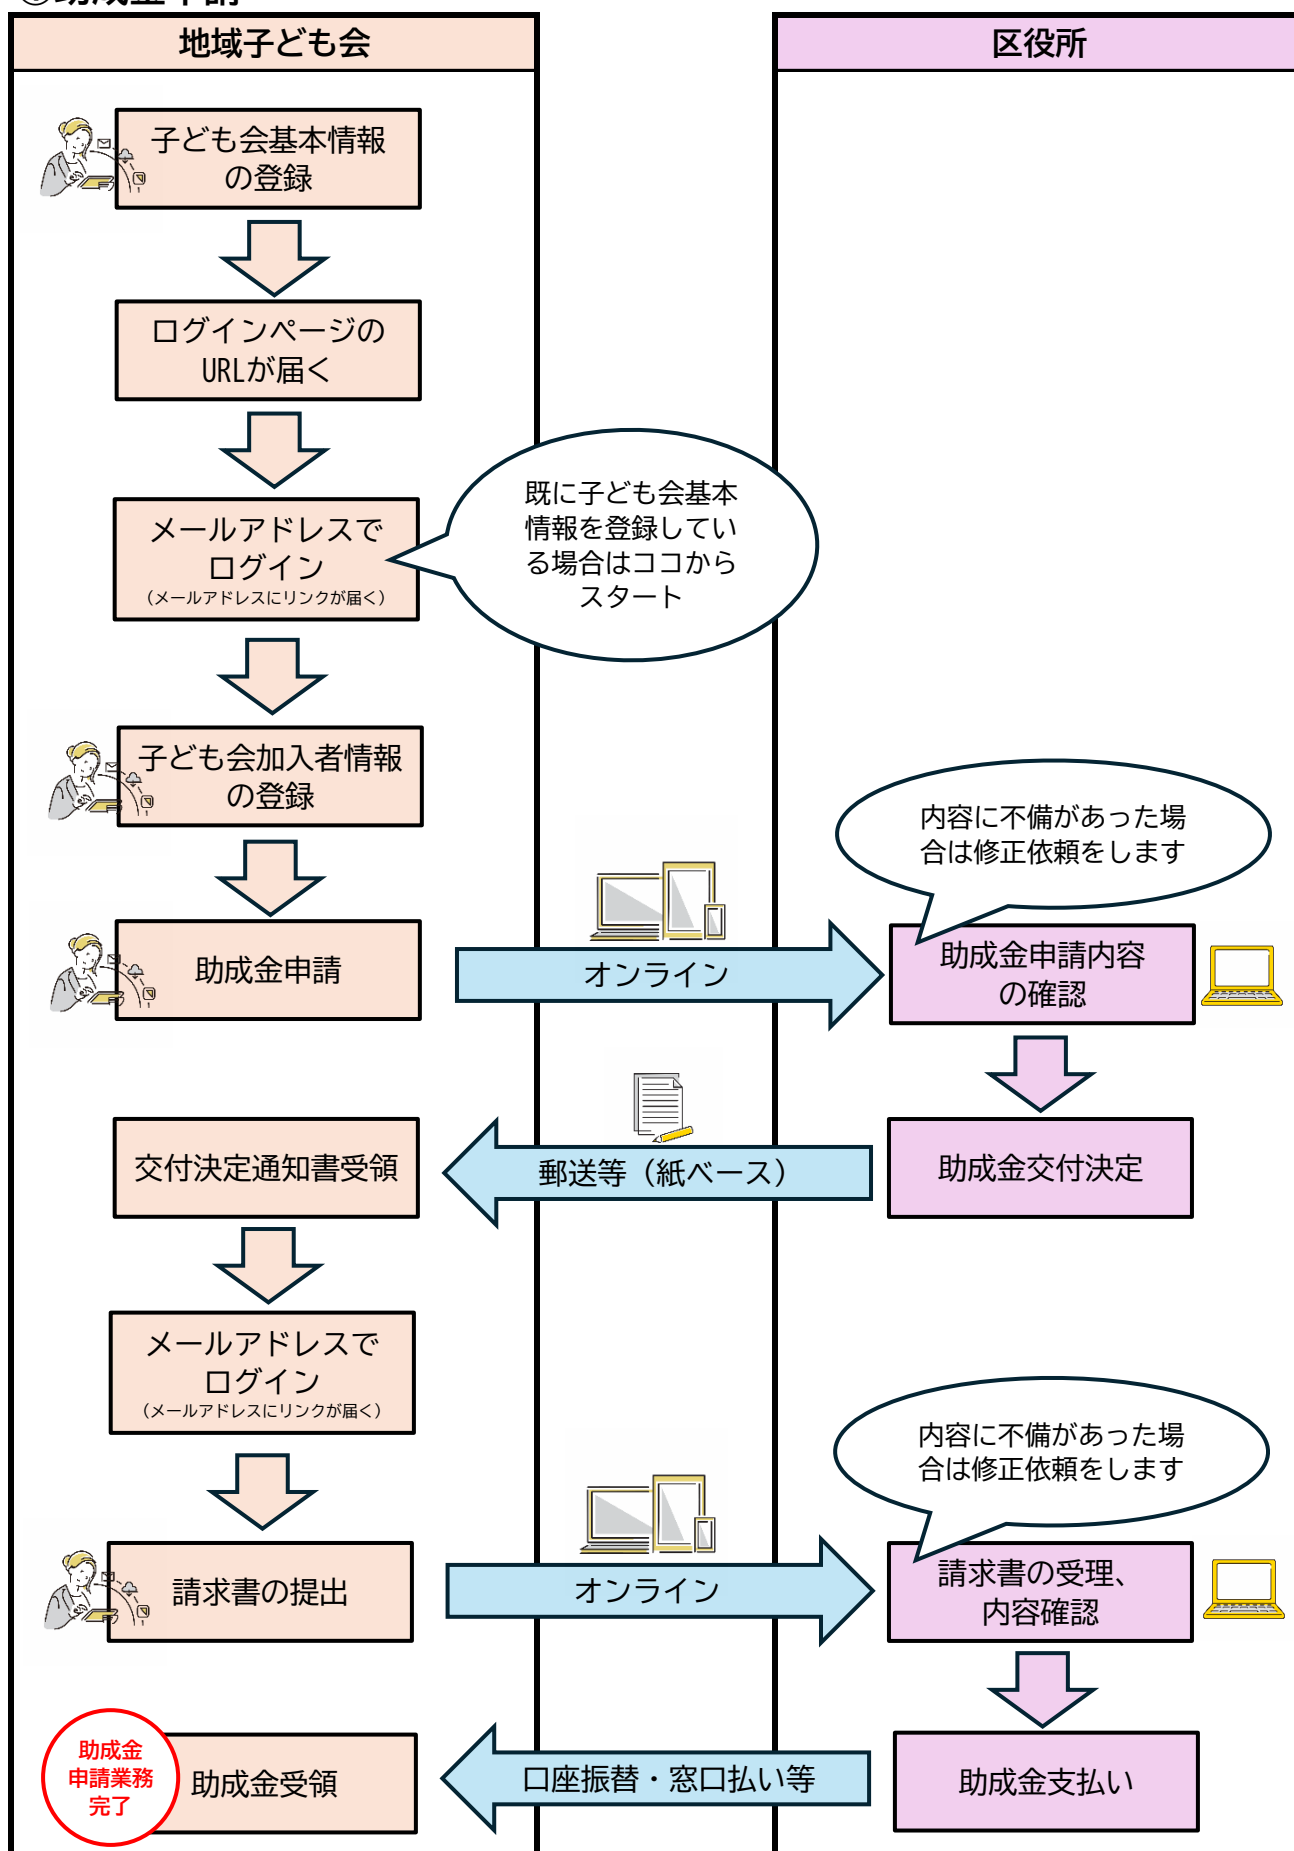 助成金申請
地域子ども会
区役所
子ども会基本情報
の登録
ログインページの
URLが届く
メールアドレスで
ログイン
（メールアドレスにリンクが届く）
既に子ども会基本
情報を登録してい
る場合はココから
スタート
子ども会加入者情報
の登録
内容に不備があった場
合は修正依頼をします
助成金申請
オンライン
助成金申請内容
の確認
交付決定通知書受領
郵送等（紙ベース）
助成金交付決定
メールアドレスで
ログイン
（メールアドレスにリンクが届く）
内容に不備があった場
合は修正依頼をします
請求書の提出
オンライン
請求書の受理、
内容確認
助成金
申請業務
完了
助成金受領
口座振替・窓口払い等
助成金支払い